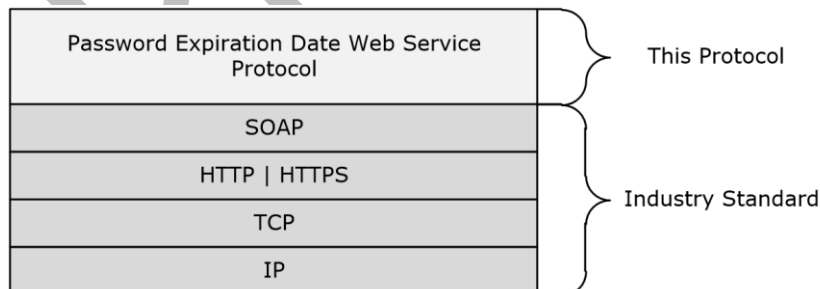 Password Expiration Date Web Service
Protocol
This Protocol
SOAP
HTTP | HTTPS
Industry Standard
TCP
IP